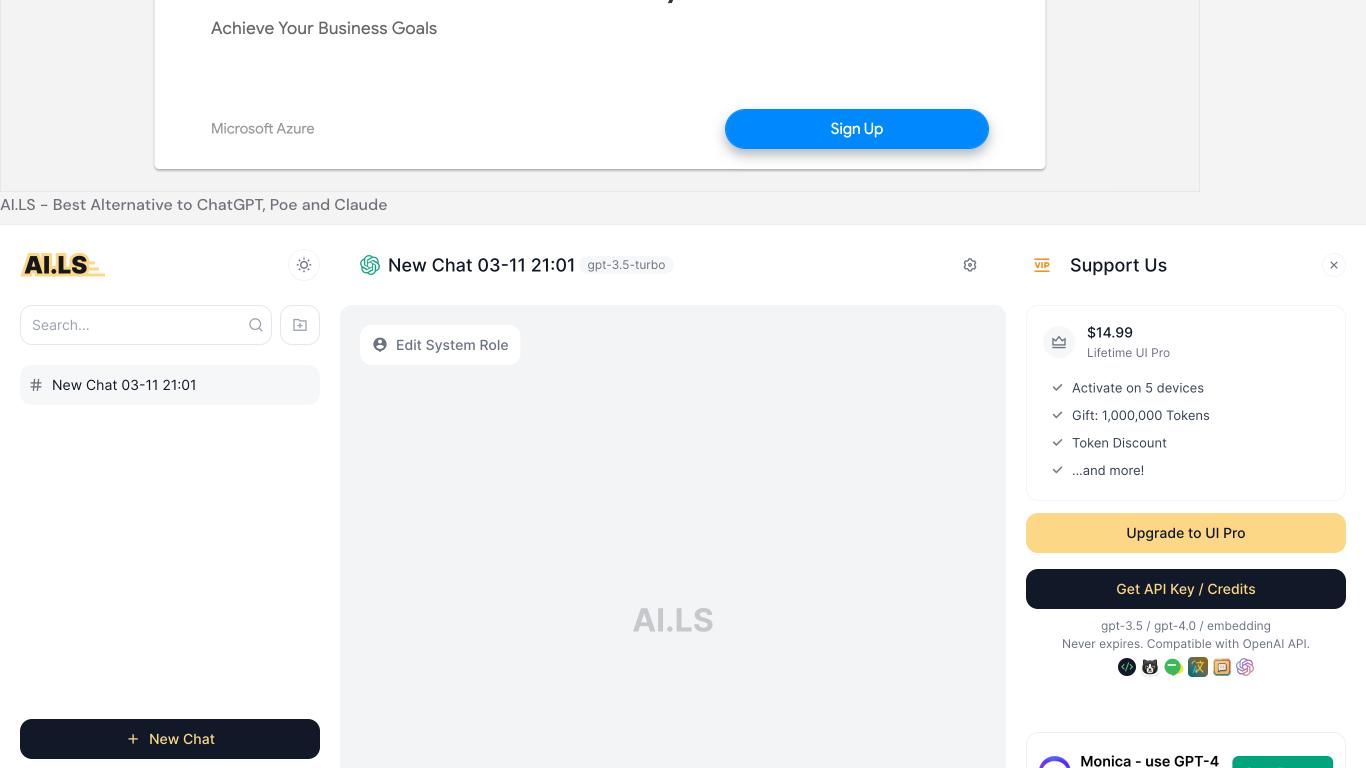 Achieve Your Business Goals
Microsoft Azure
Sign Up
AI.LS - Best Alternative to ChatGPT, Poe and Claude
AI.LS
New Chat 03-11 21:01
gpt-3.5-turbo
VIP
Support Us
Search...
Edit System Role
$14.99
Lifetime UI Pro
New Chat 03-11 21:01
Activate on 5 devices
Gift: 1,000,000 Tokens
Token Discount
...and more!
Upgrade to UI Pro
Get API Key / Credits
AI.LS
gpt-3.5 / gpt-4.0 / embedding
Never expires. Compatible with OpenAI API.
New Chat
Monica - use GPT-4